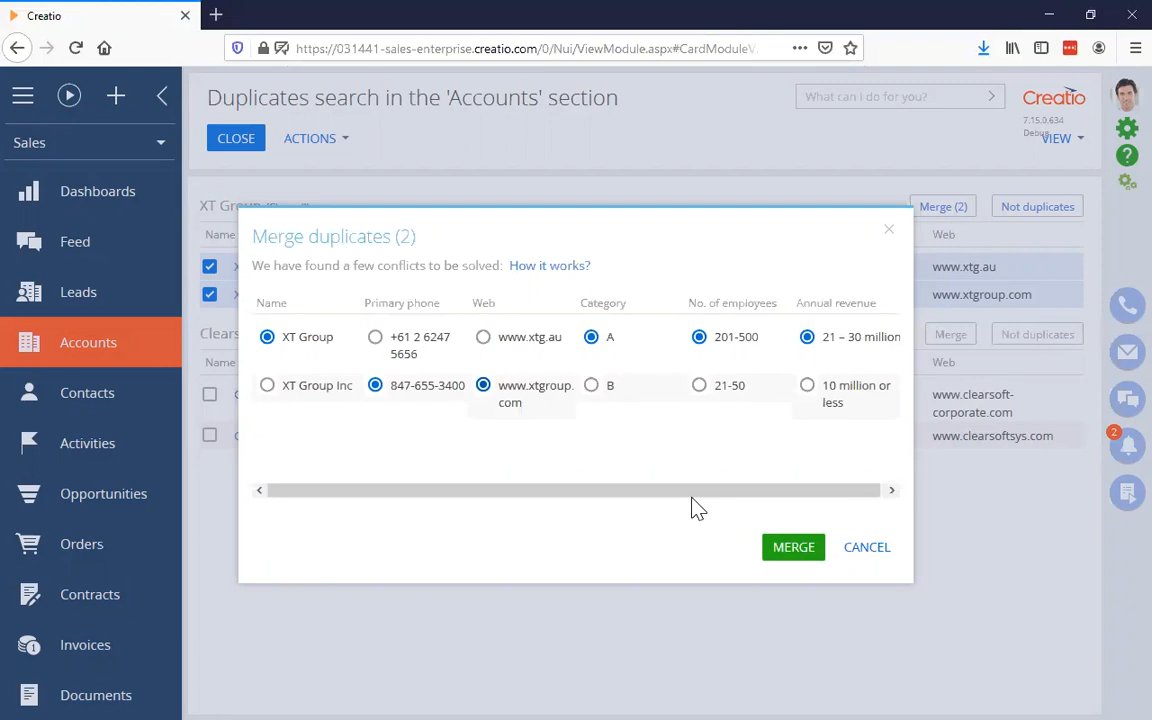 Creatio
https://031441-sales-enterprise.creatio.com/0/Nui/ViewModule.aspx#CardModuleV
Sales
Dashboards
Feed
Leads
Accounts
Contacts
Activities
Opportunities
Orders
Contracts
Invoices
Documents
Duplicates search in the 'Accounts' section
What can I do for you?
Creatio
7.15.0.634
Debug
CLOSE
ACTIONS
VIEW
XT Group
Merge (2)
Not duplicates
Name
Web
www.xtg.au
www.xtgroup.com
Clears
Merge
Not duplicates
Name
Web
www.clearsoft-
corporate.com
www.clearsoftsys.com
2
Merge duplicates (2)
We have found a few conflicts to be solved: How it works?
Name Primary phone Web Category No. of employees Annual revenue
XT Group +61 2 6247 www.xtg.au A 201-500 21 – 30 million
5656
XT Group Inc 847-655-3400 www.xtgroup. B 21-50 10 million or
com less
MERGE CANCEL